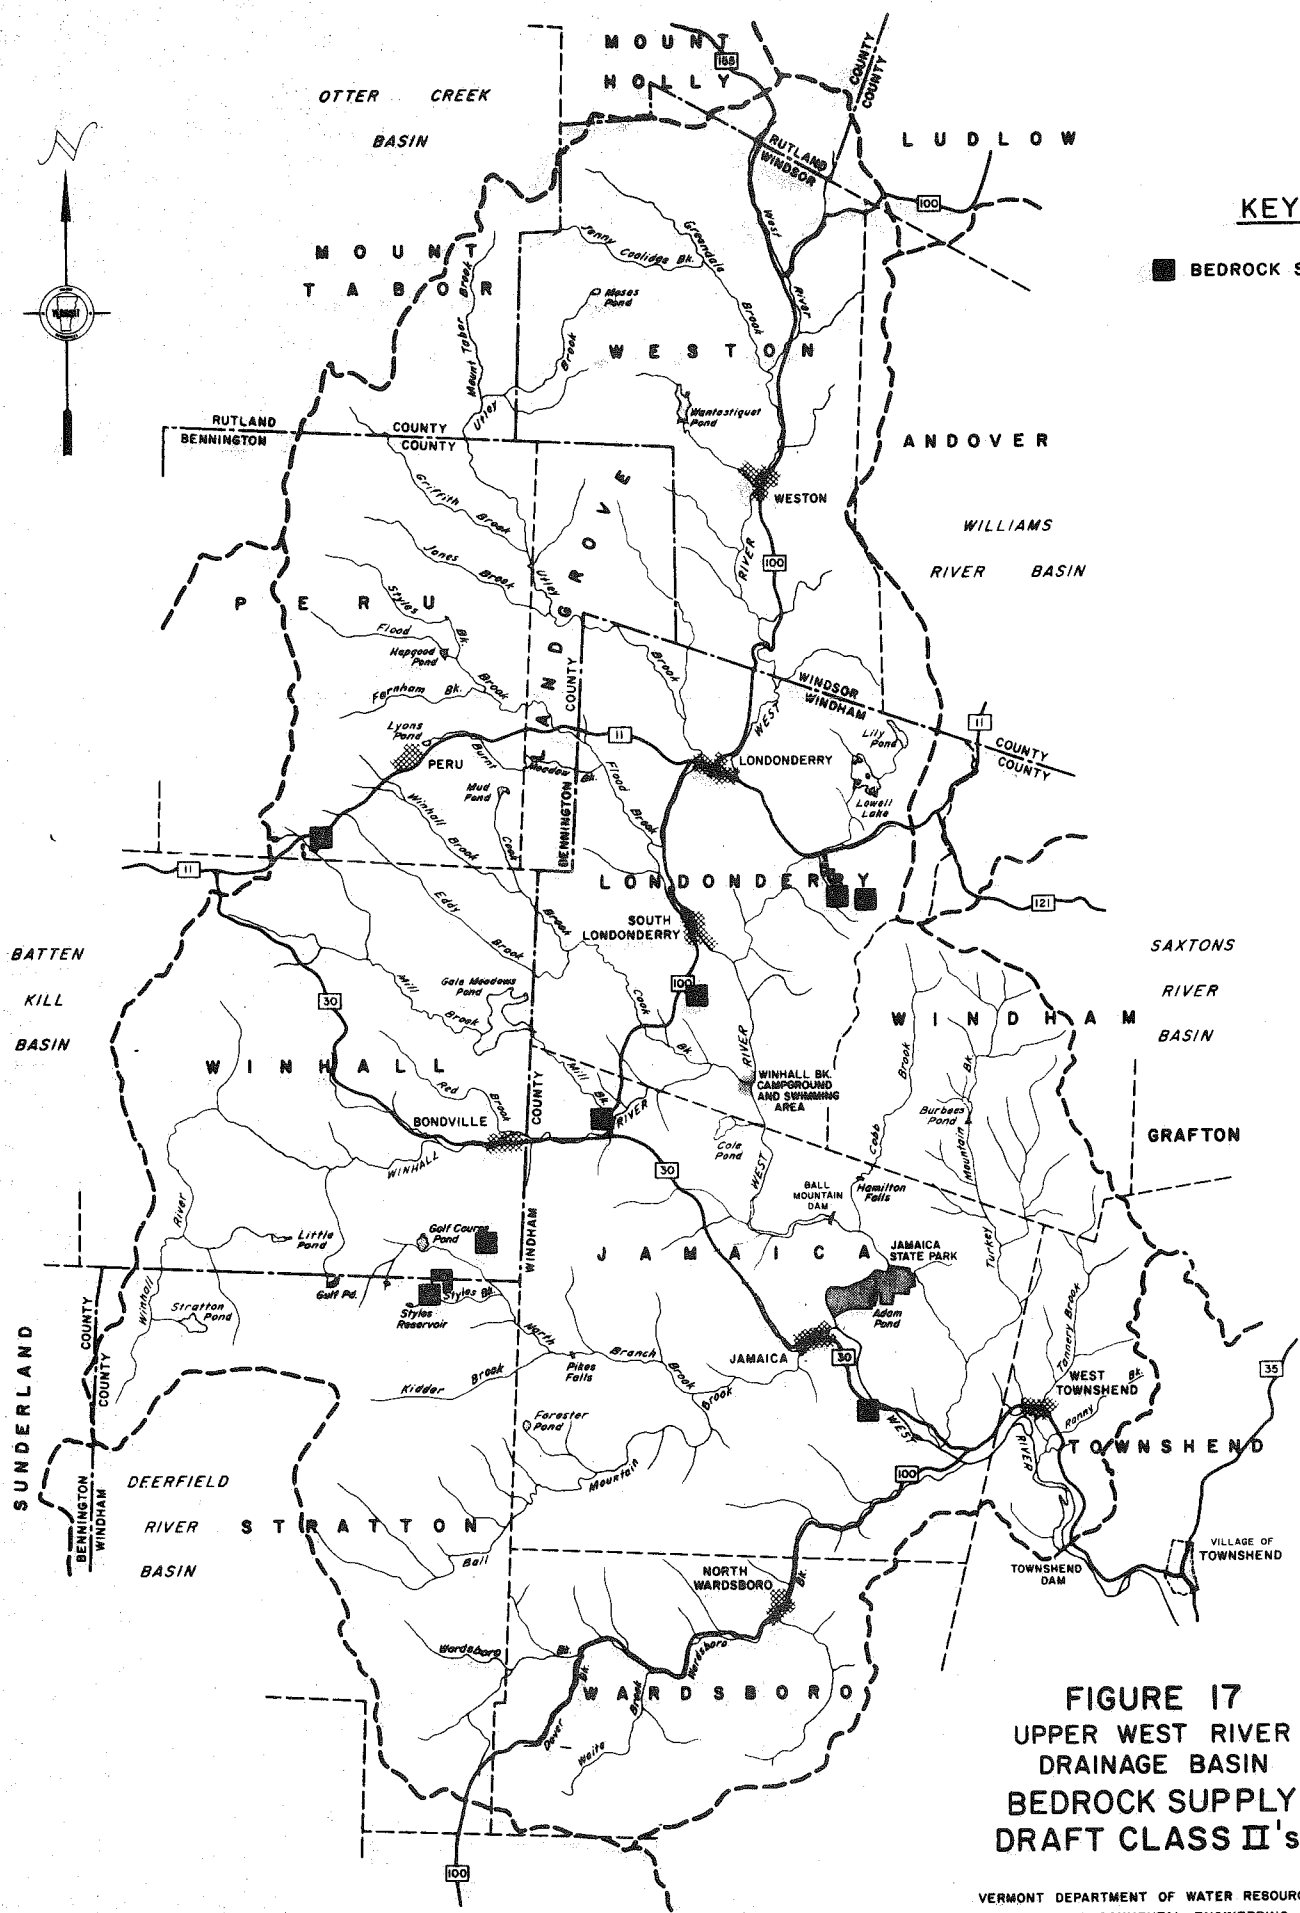 MOUNT
HOLLY
155
COUNTY
COUNTY
OTTER CREEK
BASIN
N
LUDLOW
RUTLAND
WINDSOR
100
KEY
BEDROCK S
VERMONT
MOUNT
TABOR
Jenny Coolidge Bk.
Greendale
Brook
West
River
Moses
Pond
Brook
Mount Tabor Brook
Utley
WESTON
Wantastiquet
Pond
RUTLAND
BENNINGTON
COUNTY
COUNTY
ANDOVER
WESTON
WILLIAMS
RIVER BASIN
Griffith Brook
Jones Brook
Utley
Brook
LANDGROVE
RIVER
100
PERU
Styles Bk.
Flood
Hapgood
Pond
Brook
Farnham Bk.
COUNTY
BENNINGTON
WINDSOR
WINDHAM
COUNTY
COUNTY
WEST
11
Lyons
Pond
PERU
Burnt
Meadow Bk.
11
LONDONDERRY
Lily
Pond
Lowell
Lake
Mud
Pond
Cook
Brook
Flood Brook
Winhall Brook
11
LONDONDERRY
121
Eddy Brook
SOUTH
LONDONDERRY
BATTEN
KILL
BASIN
SAXTONS
RIVER
BASIN
30
Mill Brook
Gale Meadows
Pond
100
Cook Bk.
RIVER
WINDHAM
WINHALL
Red Brook
COUNTY
WINDHAM
Mill Bk.
RIVER
WINHALL BK.
CAMPGROUND
AND SWIMMING
AREA
Brook
Cobb
Burbees
Pond
Bk.
Mountain
Turkey
GRAFTON
BONDVILLE
WINHALL
30
Cole
Pond
WEST
BALL
MOUNTAIN
DAM
Hamilton
Falls
River
Winhall
Little
Pond
Golf Course
Pond
JAMAICA
JAMAICA
STATE PARK
Gulf Pd.
Styles Bk.
Styles
Reservoir
Stratton
Pond
COUNTY
COUNTY
North Branch Brook
Adam
Pond
Tannery Brook
SUNDERLAND
Kidder Brook
Pikes
Falls
JAMAICA
30
35
WEST
TOWNSHEND
Ranny Bk.
Brook
Forester
Pond
WEST
RIVER
TOWNSHEND
DEERFIELD
RIVER
BASIN
BENNINGTON
WINDHAM
Mountain
100
STRATTON
Ball
VILLAGE OF
TOWNSHEND
TOWNSHEND
DAM
NORTH
WARDSBORO
Bk.
Wardsboro
Bk.
Wardsboro
WARDSBORO
Dover
Bk.
Waite
Brook
100
FIGURE 17
UPPER WEST RIVER
DRAINAGE BASIN
BEDROCK SUPPLY
DRAFT CLASS II's
VERMONT DEPARTMENT OF WATER RESOUR